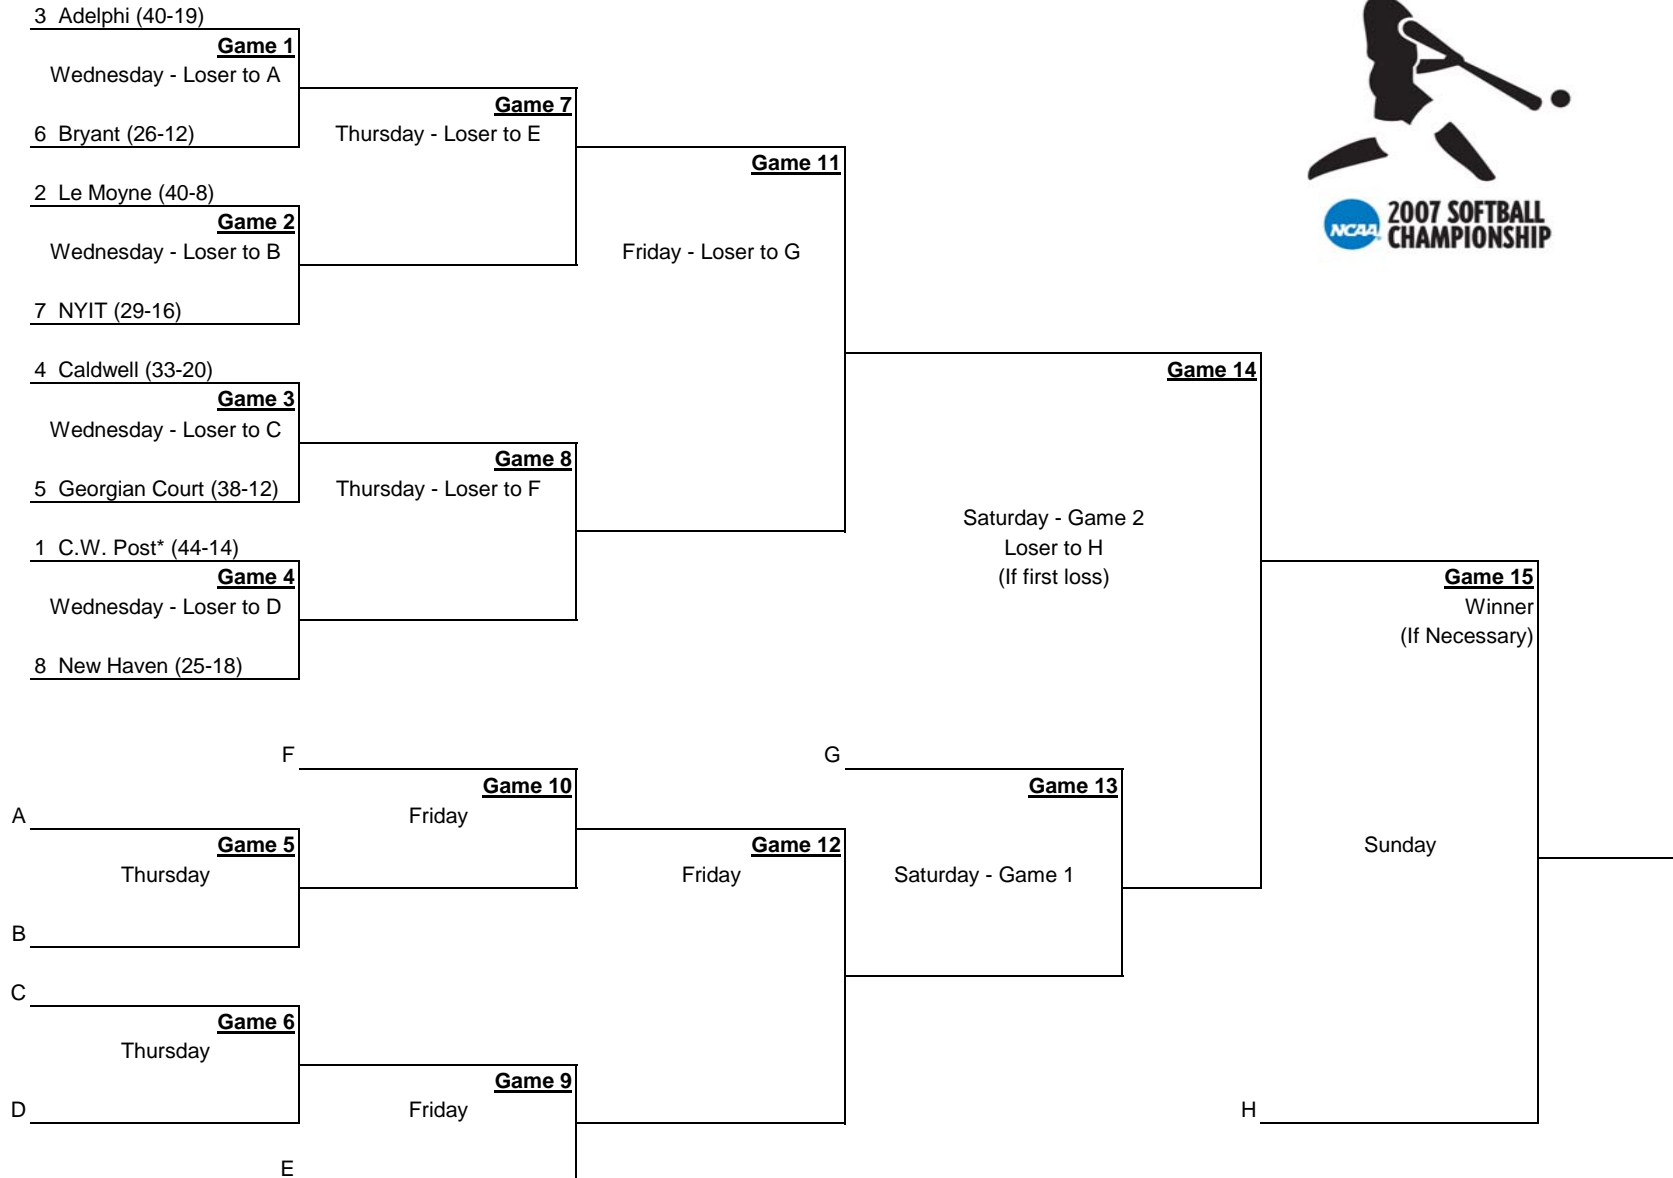 3 Adelphi (40-19)
Game 1
Wednesday - Loser to A
6 Bryant (26-12)
Game 7
Thursday - Loser to E
2 Le Moyne (40-8)
Game 2
Wednesday - Loser to B
7 NYIT (29-16)
Game 11
Friday - Loser to G
4 Caldwell (33-20)
Game 3
Wednesday - Loser to C
5 Georgian Court (38-12)
Game 8
Thursday - Loser to F
1 C.W. Post* (44-14)
Game 4
Wednesday - Loser to D
8 New Haven (25-18)
Game 14
Saturday - Game 2
Loser to H
(If first loss)
Game 15
Winner
(If Necessary)
Sunday
NCAA 2007 SOFTBALL
CHAMPIONSHIP
F
Game 10
Friday
A
Game 5
Thursday
B
G
Game 13
Saturday - Game 1
Game 12
Friday
C
Game 6
Thursday
D
Game 9
Friday
E
H